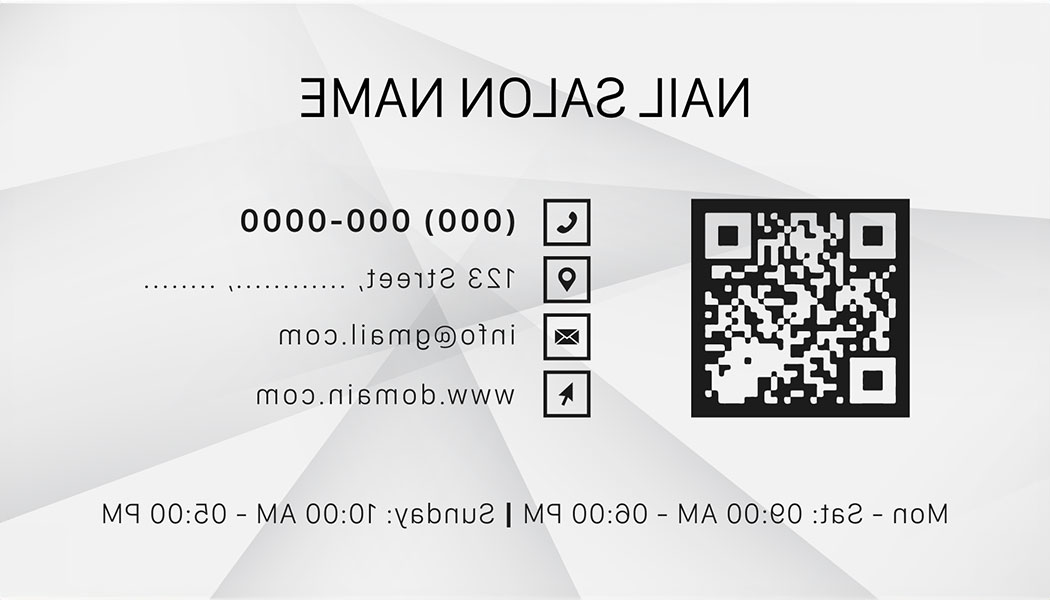 NAIL SALON NAME
(000) 000-0000
123 Street, ............., .......
info@gmail.com
www.domain.com
Mon - Sat: 09:00 AM - 06:00 PM | Sunday: 10:00 AM - 05:00 PM